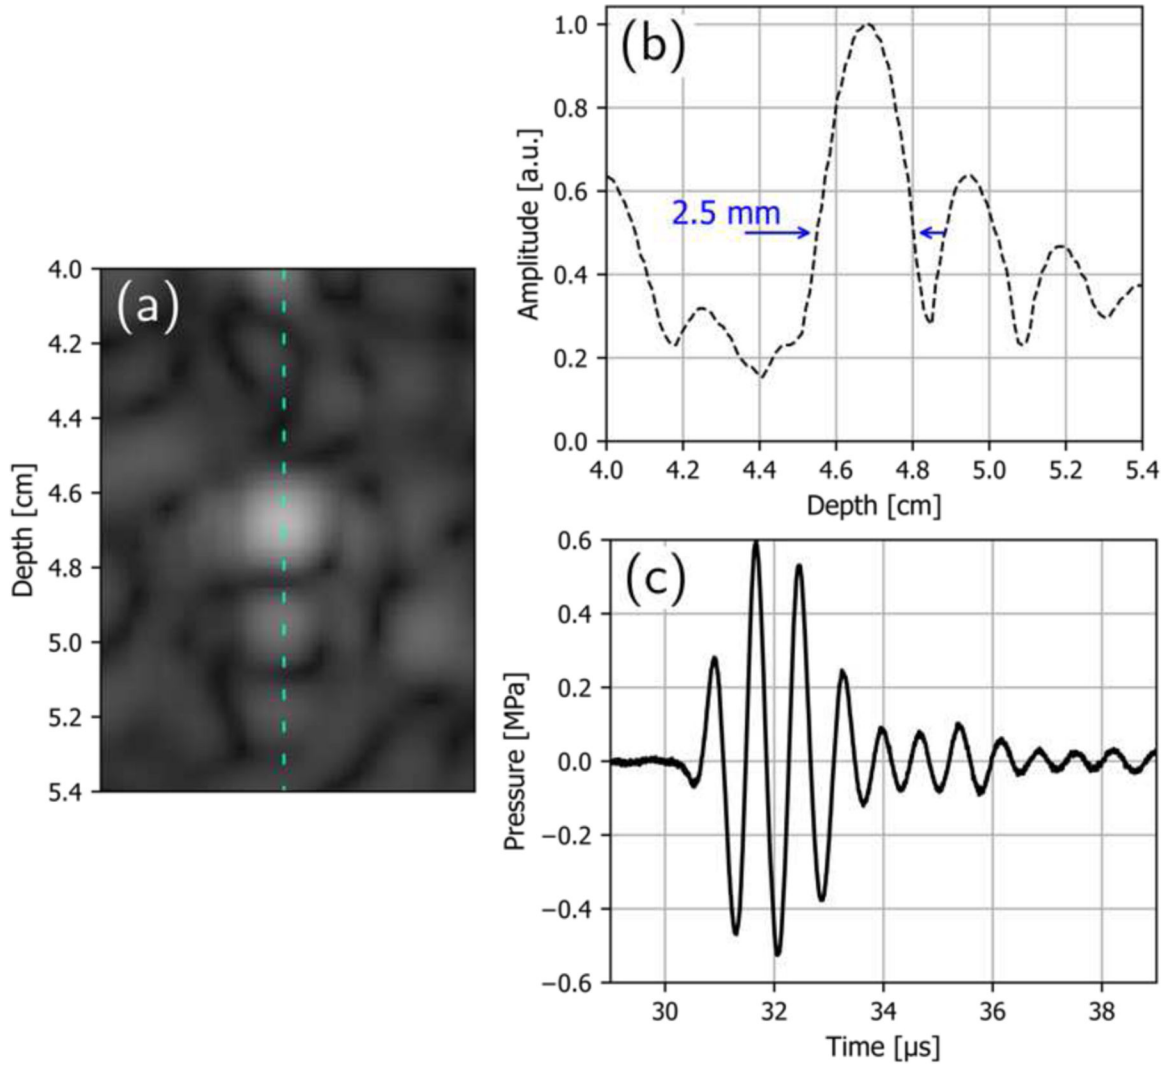 (a)
4.0
4.2
4.4
4.6
4.8
5.0
5.2
5.4
Depth [cm]
(b)
1.0
0.8
0.6
0.4
0.2
0.0
Amplitude [a.u.]
2.5 mm
4.0 4.2 4.4 4.6 4.8 5.0 5.2 5.4
Depth [cm]
(c)
0.6
0.4
0.2
0.0
−0.2
−0.4
−0.6
Pressure [MPa]
30 32 34 36 38
Time [µs]